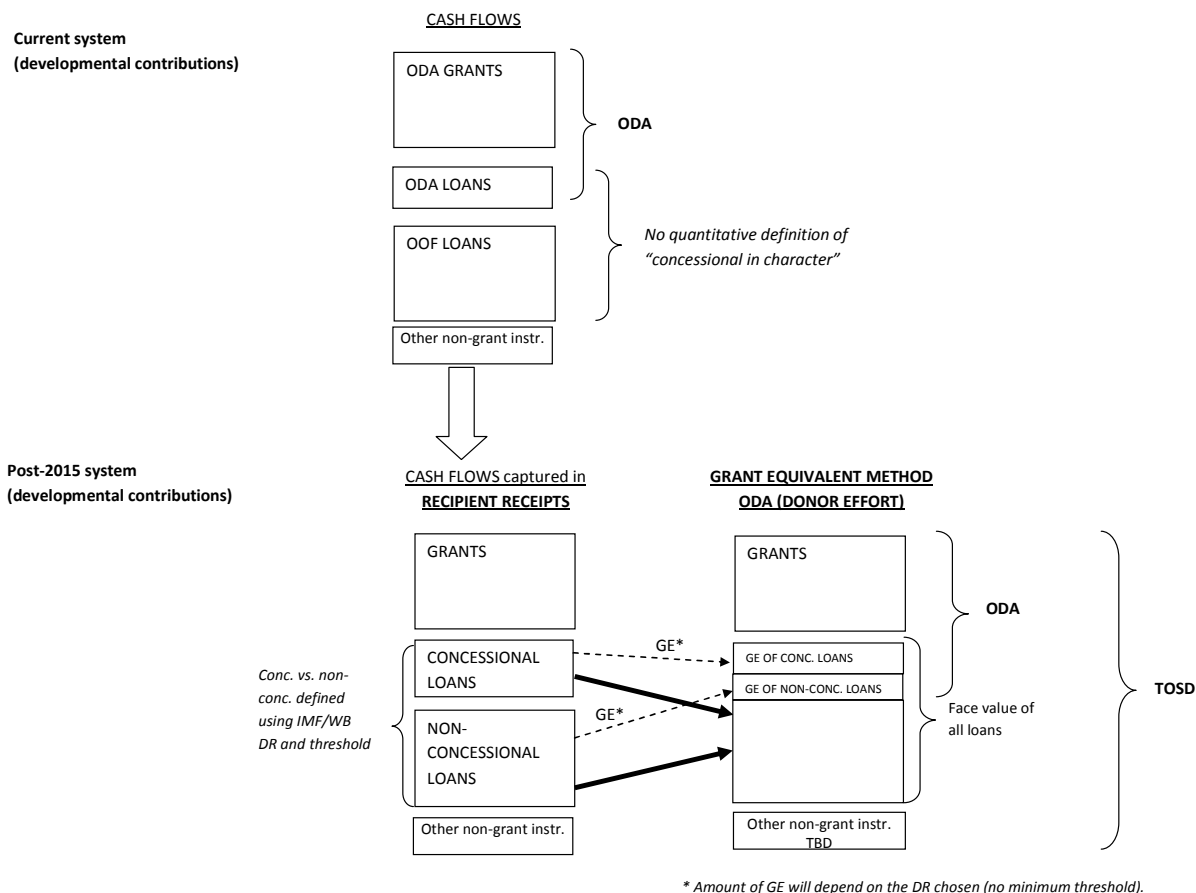 CASH FLOWS
Current system
(developmental contributions)
ODA GRANTS
ODA
ODA LOANS
OOF LOANS
No quantitative definition of
“concessional in character”
Other non-grant instr.
Post-2015 system
(developmental contributions)
CASH FLOWS captured in
RECIPIENT RECEIPTS
GRANT EQUIVALENT METHOD
ODA (DONOR EFFORT)
GRANTS
GRANTS
ODA
CONCESSIONAL
LOANS
GE*
GE OF CONC. LOANS
GE OF NON-CONC. LOANS
Conc. vs. non-
conc. defined
using IMF/WB
DR and threshold
TOSD
NON-
CONCESSIONAL
LOANS
GE*
Face value of
all loans
Other non-grant instr.
Other non-grant instr.
TBD
* Amount of GE will depend on the DR chosen (no minimum threshold).